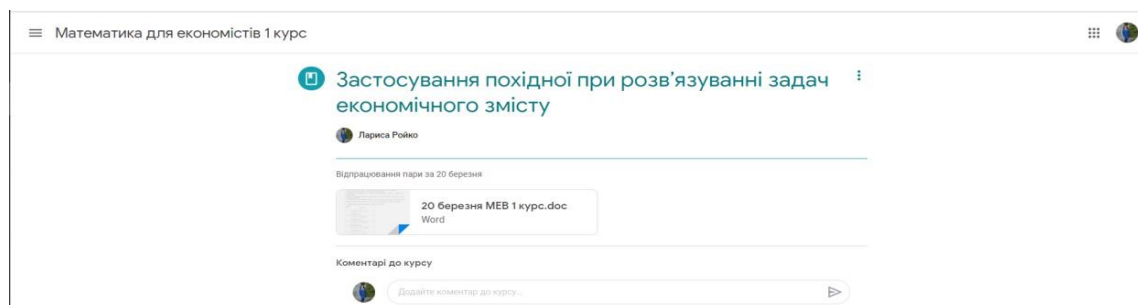 Математика для економістів 1 курс
Застосування похідної при розв’язуванні задач
економічного змісту
Лариса Ройко
Відпрацювання пари за 20 березня
20 березня МЕВ 1 курс.doc
Word
Коментарі до курсу
Додайте коментар до курсу...